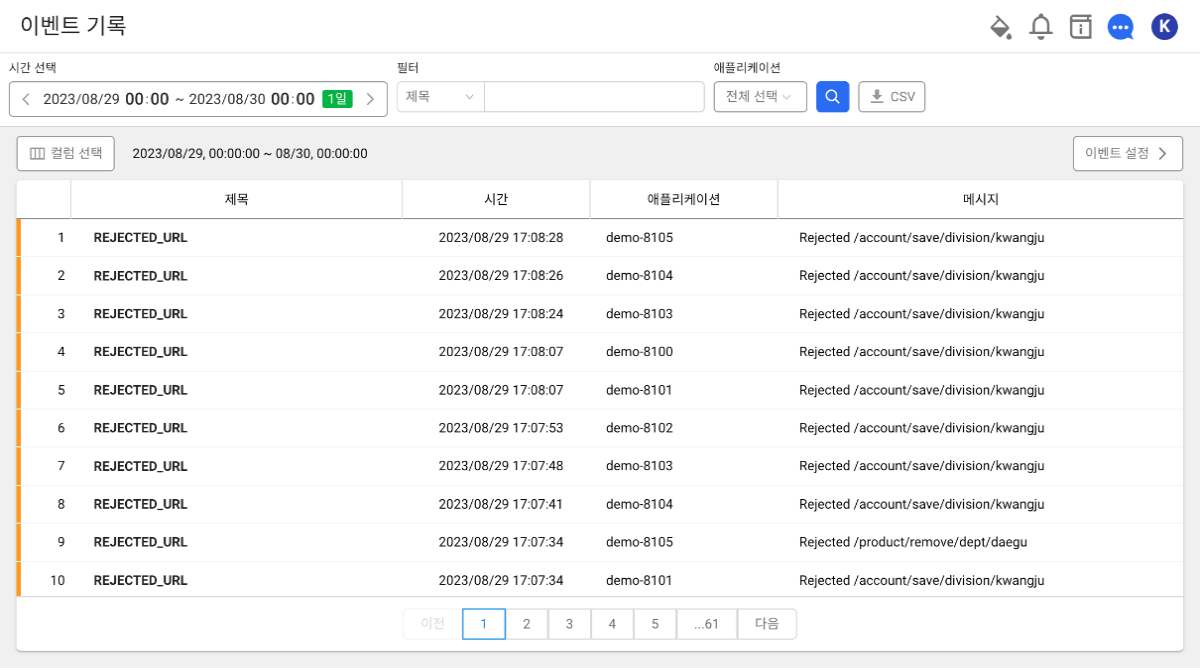 이벤트 기록
K
시간 선택
필터
애플리케이션
2023/08/29 00:00 ~ 2023/08/30 00:00 1일
제목
전체 선택
CSV
컬럼 선택
2023/08/29, 00:00:00 ~ 08/30, 00:00:00
이벤트 설정
제목 시간 애플리케이션 메시지
1 REJECTED_URL 2023/08/29 17:08:28 demo-8105 Rejected /account/save/division/kwangju
2 REJECTED_URL 2023/08/29 17:08:26 demo-8104 Rejected /account/save/division/kwangju
3 REJECTED_URL 2023/08/29 17:08:24 demo-8103 Rejected /account/save/division/kwangju
4 REJECTED_URL 2023/08/29 17:08:07 demo-8100 Rejected /account/save/division/kwangju
5 REJECTED_URL 2023/08/29 17:08:07 demo-8101 Rejected /account/save/division/kwangju
6 REJECTED_URL 2023/08/29 17:07:53 demo-8102 Rejected /account/save/division/kwangju
7 REJECTED_URL 2023/08/29 17:07:48 demo-8103 Rejected /account/save/division/kwangju
8 REJECTED_URL 2023/08/29 17:07:41 demo-8104 Rejected /account/save/division/kwangju
9 REJECTED_URL 2023/08/29 17:07:34 demo-8105 Rejected /product/remove/dept/daegu
10 REJECTED_URL 2023/08/29 17:07:34 demo-8101 Rejected /account/save/division/kwangju
이전 1 2 3 4 5 ...61 다음